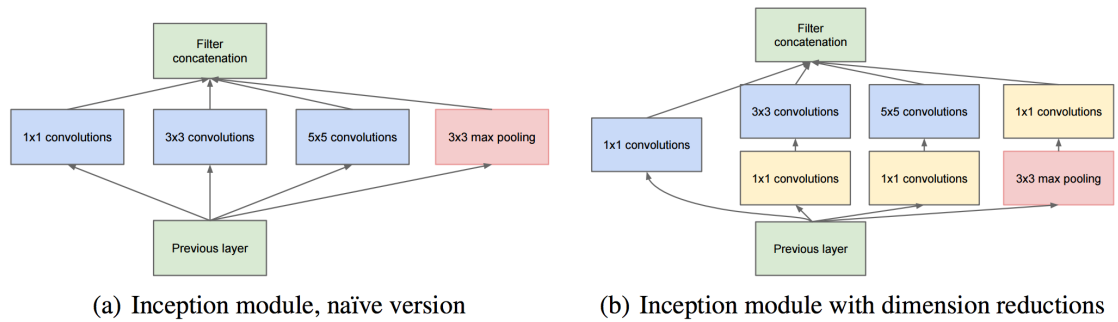 Filter
concatenation
1x1 convolutions
3x3 convolutions
5x5 convolutions
3x3 max pooling
Previous layer
(a) Inception module, naïve version
Filter
concatenation
3x3 convolutions
5x5 convolutions
1x1 convolutions
1x1 convolutions
1x1 convolutions
1x1 convolutions
3x3 max pooling
Previous layer
(b) Inception module with dimension reductions